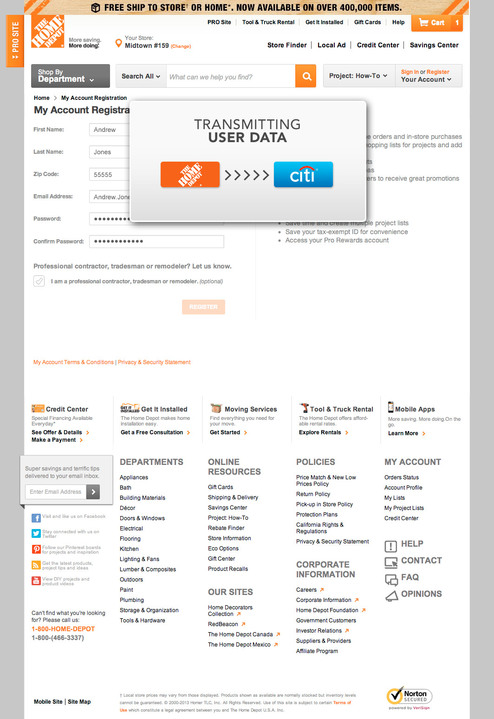 FREE SHIP TO STORE* OR HOME*. NOW AVAILABLE ON OVER 400,000 ITEMS.
PRO SITE
PRO Site | Tool & Truck Rental | Get It Installed | Gift Cards | Help
Cart 1
THE HOME DEPOT
More saving.
More doing.
Your Store:
Midtown #159 (Change)
Store Finder | Local Ad | Credit Center | Savings Center
Shop By
Department
Search All
What can we help you find?
Project: How-To
Sign in or Register
Your Account
Home > My Account Registration
My Account Registra
First Name:
Andrew
Last Name:
Jones
Zip Code:
55555
Email Address:
Andrew.Jon
Password:
Confirm Password:
TRANSMITTING
USER DATA
THE HOME DEPOT
>>>>>
citi
e orders and in-store purchases
opping lists for projects and add
ts
ss
ers to receive great promotions
Save time and create multiple project lists
Save your tax-exempt ID for convenience
Access your Pro Rewards account
Professional contractor, tradesman or remodeler? Let us know.
I am a professional contractor, tradesman or remodeler. (optional)
REGISTER
My Account Terms & Conditions | Privacy & Security Statement
Credit Center
Special Financing Available
Everyday*
See Offer & Details
Make a Payment
Get It Installed
The Home Depot makes home
installation easy.
Get a Free Consultation
Moving Services
Find everything you need for
your move.
Get Started
Tool & Truck Rental
The Home Depot offers afford-
able rental rates.
Explore Rentals
Mobile Apps
More saving. More doing On the
go
Learn More
Super savings and terrific tips
delivered to your email inbox.
Enter Email Address
Visit and like us on Facebook
Stay connected with us on
Twitter
Follow our Pinterest boards
for projects and inspiration
Get the latest products,
project tips and ideas
View DIY projects and
product videos
Can't find what you're looking
for? Please call us:
1-800-HOME-DEPOT
1-800-(466-3337)
DEPARTMENTS
Appliances
Bath
Building Materials
Décor
Doors & Windows
Electrical
Flooring
Kitchen
Lighting & Fans
Lumber & Composites
Outdoors
Paint
Plumbing
Storage & Organization
Tools & Hardware
ONLINE
RESOURCES
Gift Cards
Shipping & Delivery
Savings Center
Project: How-To
Rebate Finder
Store Information
Eco Options
Gift Center
Product Recalls
OUR SITES
Home Decorators
Collection
RedBeacon
The Home Depot Canada
The Home Depot Mexico
POLICIES
Price Match & New Low
Prices Policy
Return Policy
Pick-up in Store Policy
Protection Plans
California Rights &
Regulations
Privacy & Security Statement
CORPORATE
INFORMATION
Careers
Corporate Information
Home Depot Foundation
Government Customers
Investor Relations
Suppliers & Providers
Affiliate Program
MY ACCOUNT
Orders Status
Account Profile
My Lists
My Project Lists
Credit Center
HELP
CONTACT
FAQ
OPINIONS
Mobile Site | Site Map
‡ Local store prices may vary from those displayed. Products shown as available are normally stocked but inventory levels
cannot be guaranteed. © 2000-2013 Homer TLC, Inc. All Rights Reserved. Use of this site is subject to certain Terms of
Use which constitute a legal agreement between you and The Home Depot U.S.A. Inc.
Norton
SECURED
powered by VeriSign